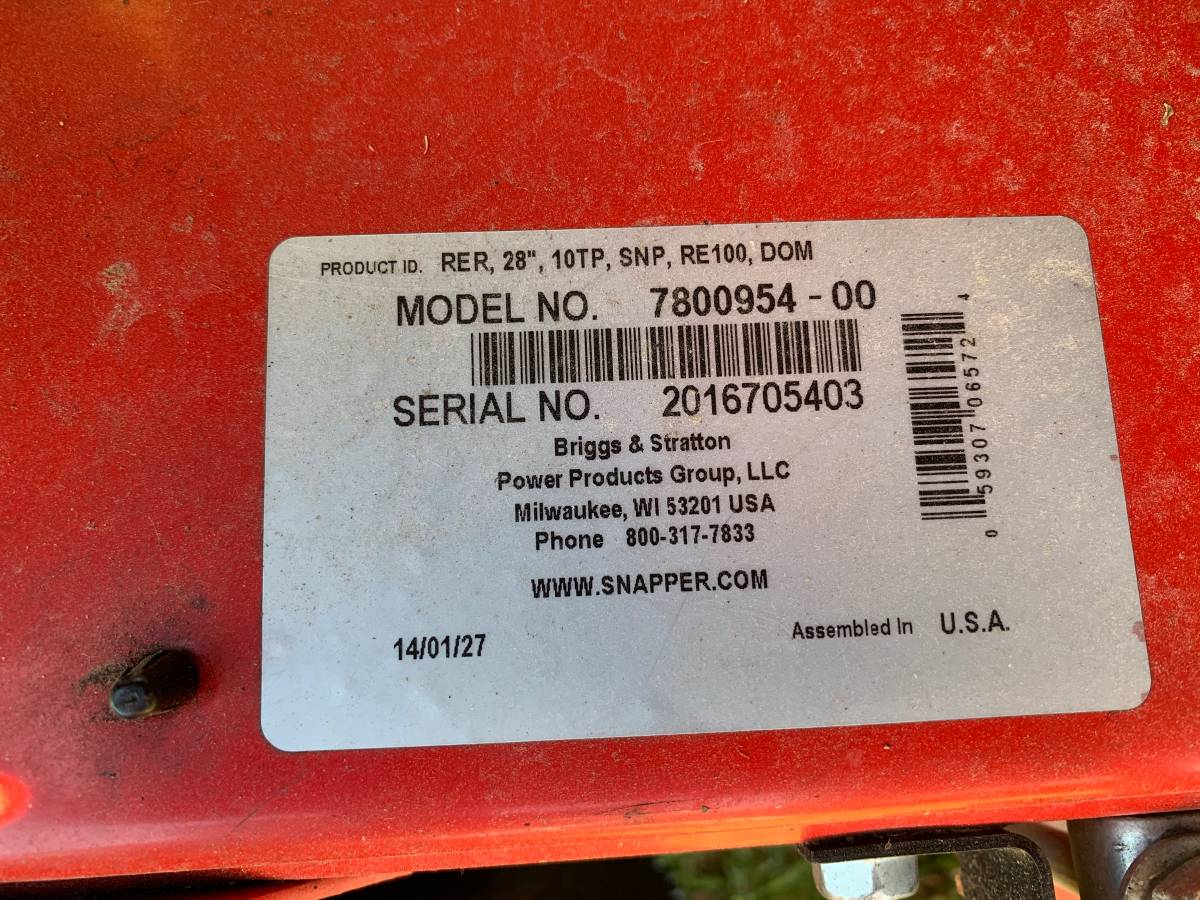 PRODUCT ID. RER, 28", 10TP, SNP, RE100, DOM
MODEL NO. 7800954 - 00
SERIAL NO. 2016705403
Briggs & Stratton
Power Products Group, LLC
Milwaukee, WI 53201 USA
Phone 800-317-7833
WWW.SNAPPER.COM
14/01/27
Assembled In U.S.A.
0 59307 06572 4